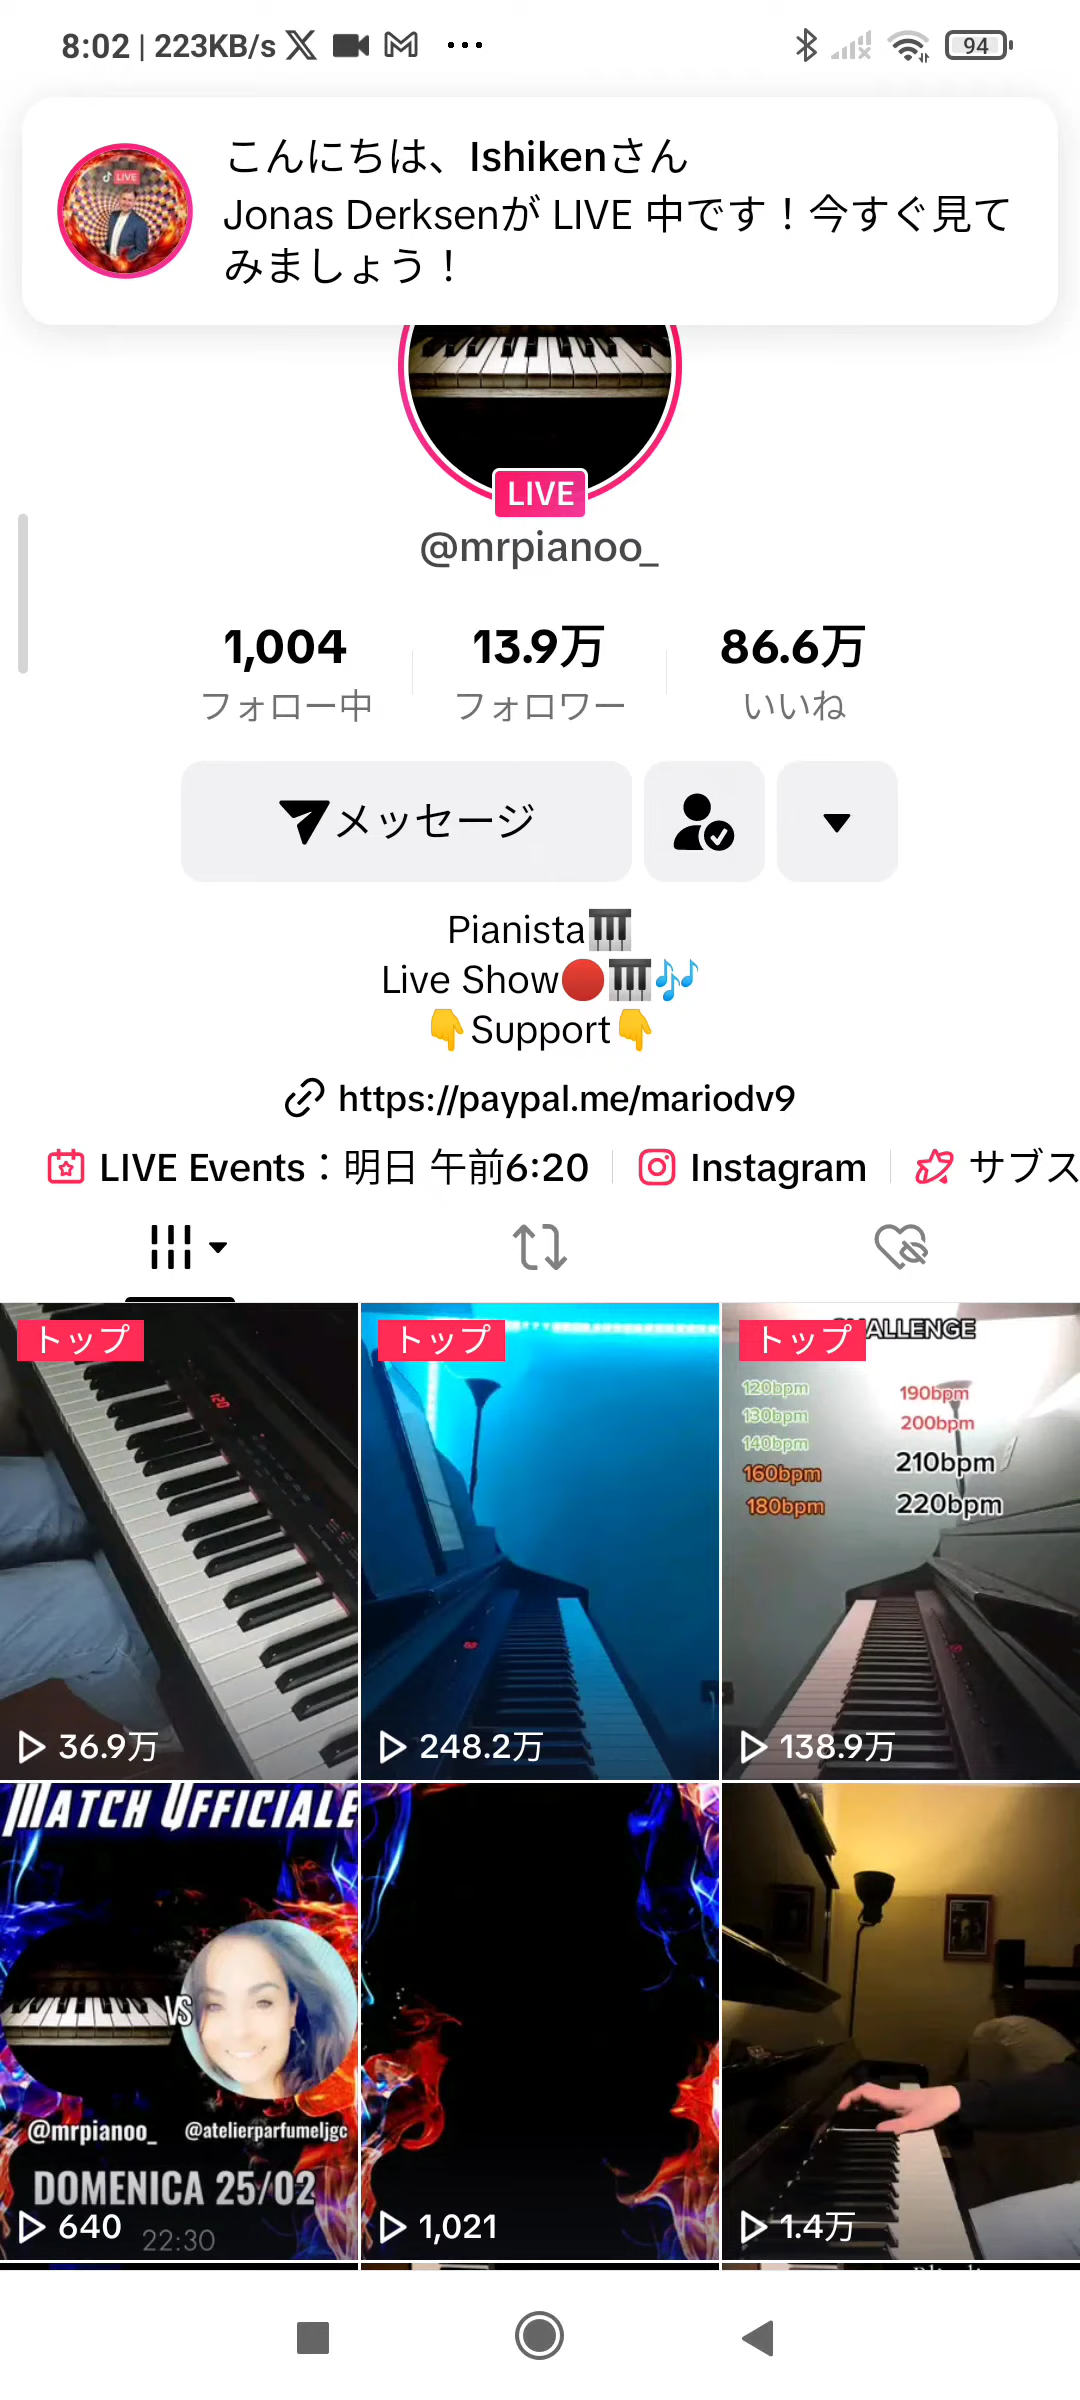 8:02 | 223KB/s
94
LIVE
こんにちは、Ishikenさん
Jonas Derksenが LIVE 中です！今すぐ見て
みましょう！
LIVE
@mrpianoo_
1,004 13.9万 86.6万
フォロー中 フォロワー いいね
メッセージ
Pianista
Live Show
Support
https://paypal.me/mariodv9
LIVE Events：明日 午前6:20 Instagram サブス
トップ トップ トップ
ALLENGE
120
120bpm 190bpm
130bpm 200bpm
140bpm 210bpm
160bpm 220bpm
180bpm
36.9万 248.2万 138.9万
MATCH UFFICIALE
VS
@mrpianoo_ @atelierparfumeljgc
DOMENICA 25/02
640 22:30 1,021 1.4万